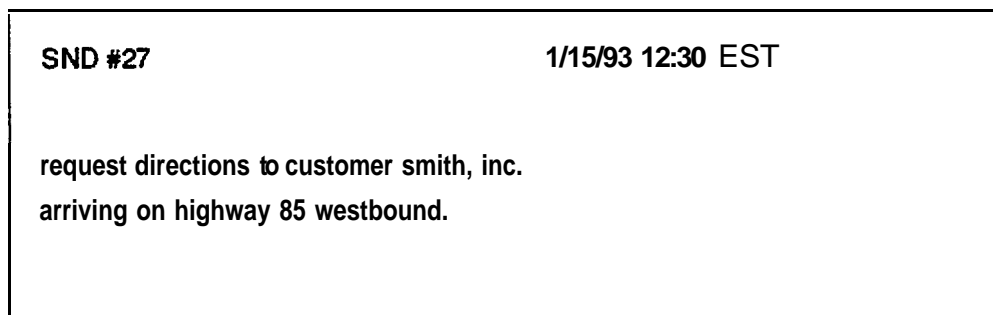 SND #27 1/15/93 12:30 EST
request directions to customer smith, inc.
arriving on highway 85 westbound.